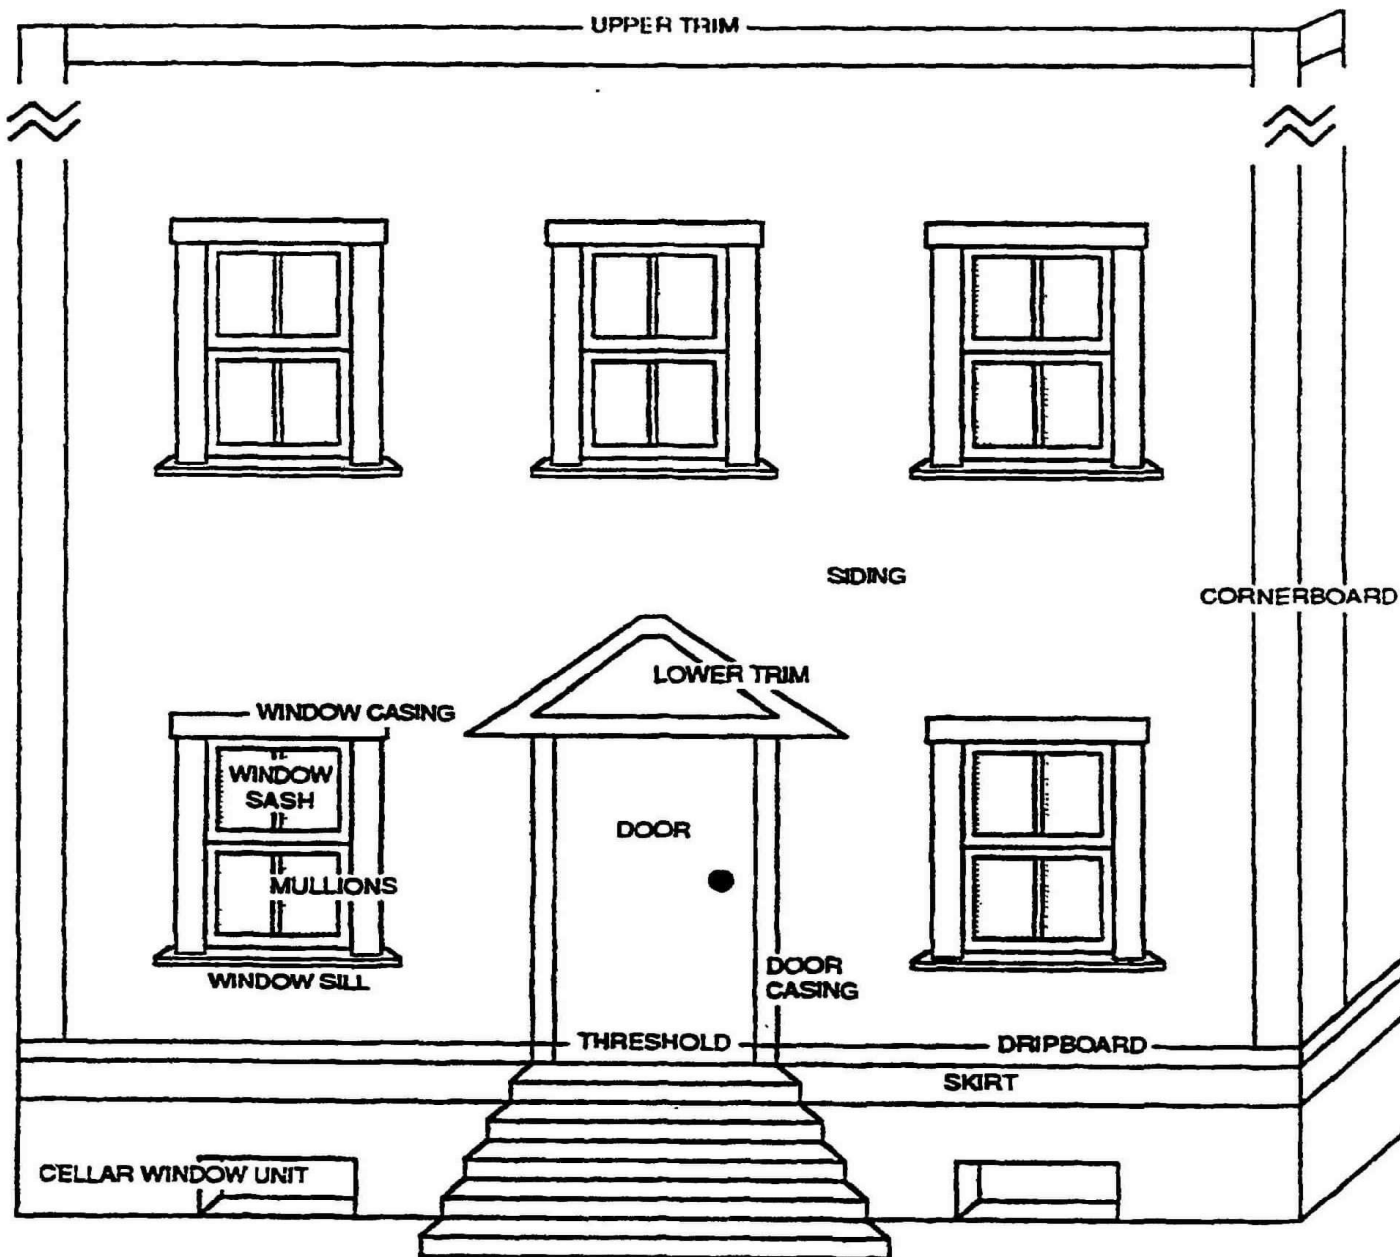 UPPER TRIM
SIDING
CORNERBOARD
LOWER TRIM
WINDOW CASING
WINDOW
SASH
DOOR
MULLIONS
WINDOW SILL
DOOR
CASING
THRESHOLD
DRIPBOARD
SKIRT
CELLAR WINDOW UNIT